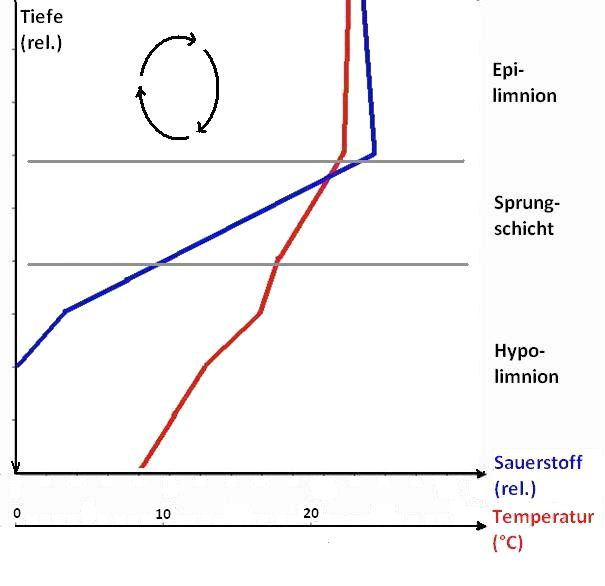 Tiefe
(rel.)
Epi-
limnion
Sprung-
schicht
Hypo-
limnion
Sauerstoff
(rel.)
0 10 20
Temperatur
(°C)